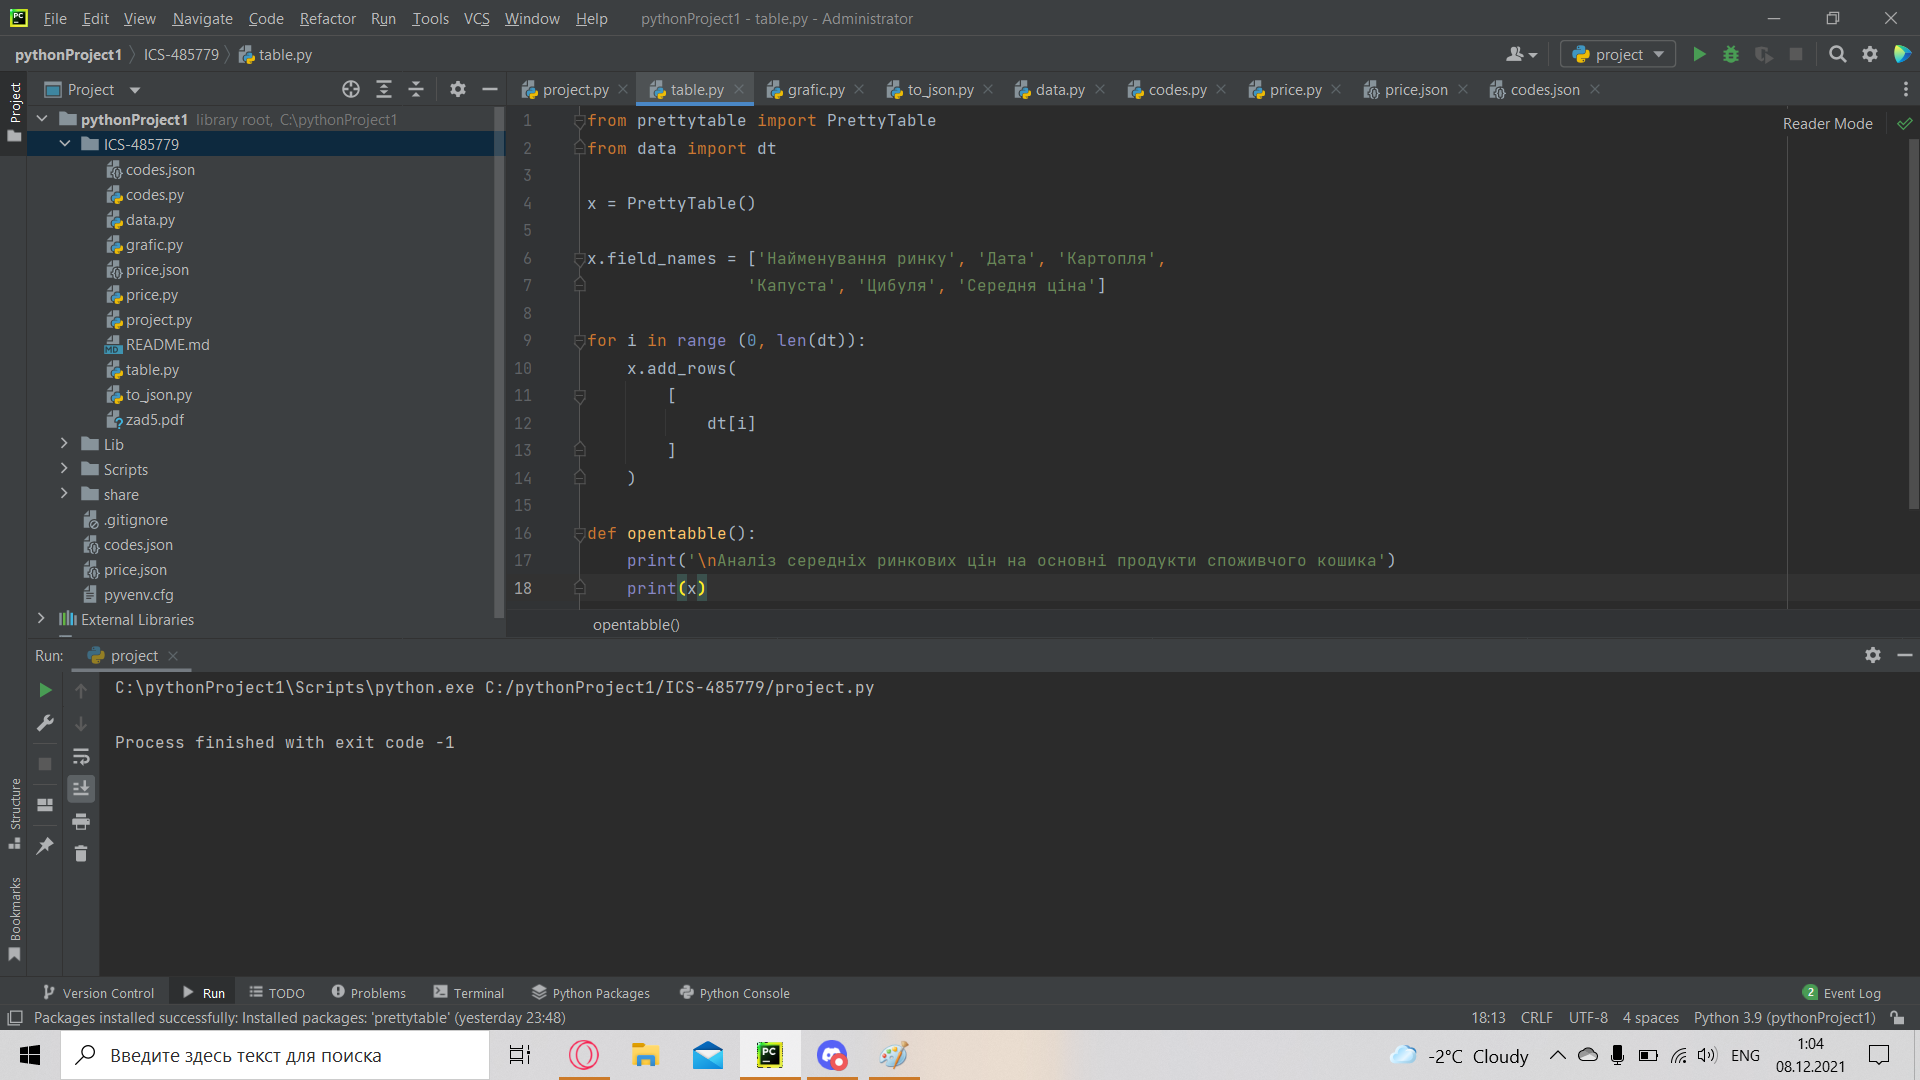 File Edit View Navigate Code Refactor Run Tools VCS Window Help pythonProject1 - table.py - Administrator
pythonProject1 ICS-485779 table.py project
Project
Project project.py table.py grafic.py to_json.py data.py codes.py price.py price.json codes.json
pythonProject1 library root, C:\pythonProject1
ICS-485779
codes.json
codes.py
data.py
grafic.py
price.json
price.py
project.py
README.md
table.py
to_json.py
zad5.pdf
Lib
Scripts
share
.gitignore
codes.json
price.json
pyvenv.cfg
External Libraries
Reader Mode
1 from prettytable import PrettyTable
2 from data import dt
3
4 x = PrettyTable()
5
6 x.field_names = ['Найменування ринку', 'Дата', 'Картопля',
7 'Капуста', 'Цибуля', 'Середня ціна']
8
9 for i in range (0, len(dt)):
10 x.add_rows(
11 [
12 dt[i]
13 ]
14 )
15
16 def opentabble():
17 print('\nАналіз середніх ринкових цін на основні продукти споживчого кошика')
18 print(x)
opentabble()
Run: project
C:\pythonProject1\Scripts\python.exe C:/pythonProject1/ICS-485779/project.py
Process finished with exit code -1
Structure
Bookmarks
Version Control Run TODO Problems Terminal Python Packages Python Console 2 Event Log
Packages installed successfully: Installed packages: 'prettytable' (yesterday 23:48) 18:13 CRLF UTF-8 4 spaces Python 3.9 (pythonProject1)
Введите здесь текст для поиска -2°C Cloudy ENG 1:04
08.12.2021